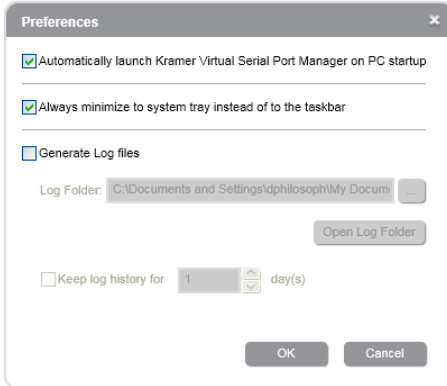 Preferences
Automatically launch Kramer Virtual Serial Port Manager on PC startup
Always minimize to system tray instead of to the taskbar
Generate Log files
Log Folder: C:\Documents and Settings\dphilosoph\My Docume ...
Open Log Folder
Keep log history for 1 day(s)
OK Cancel